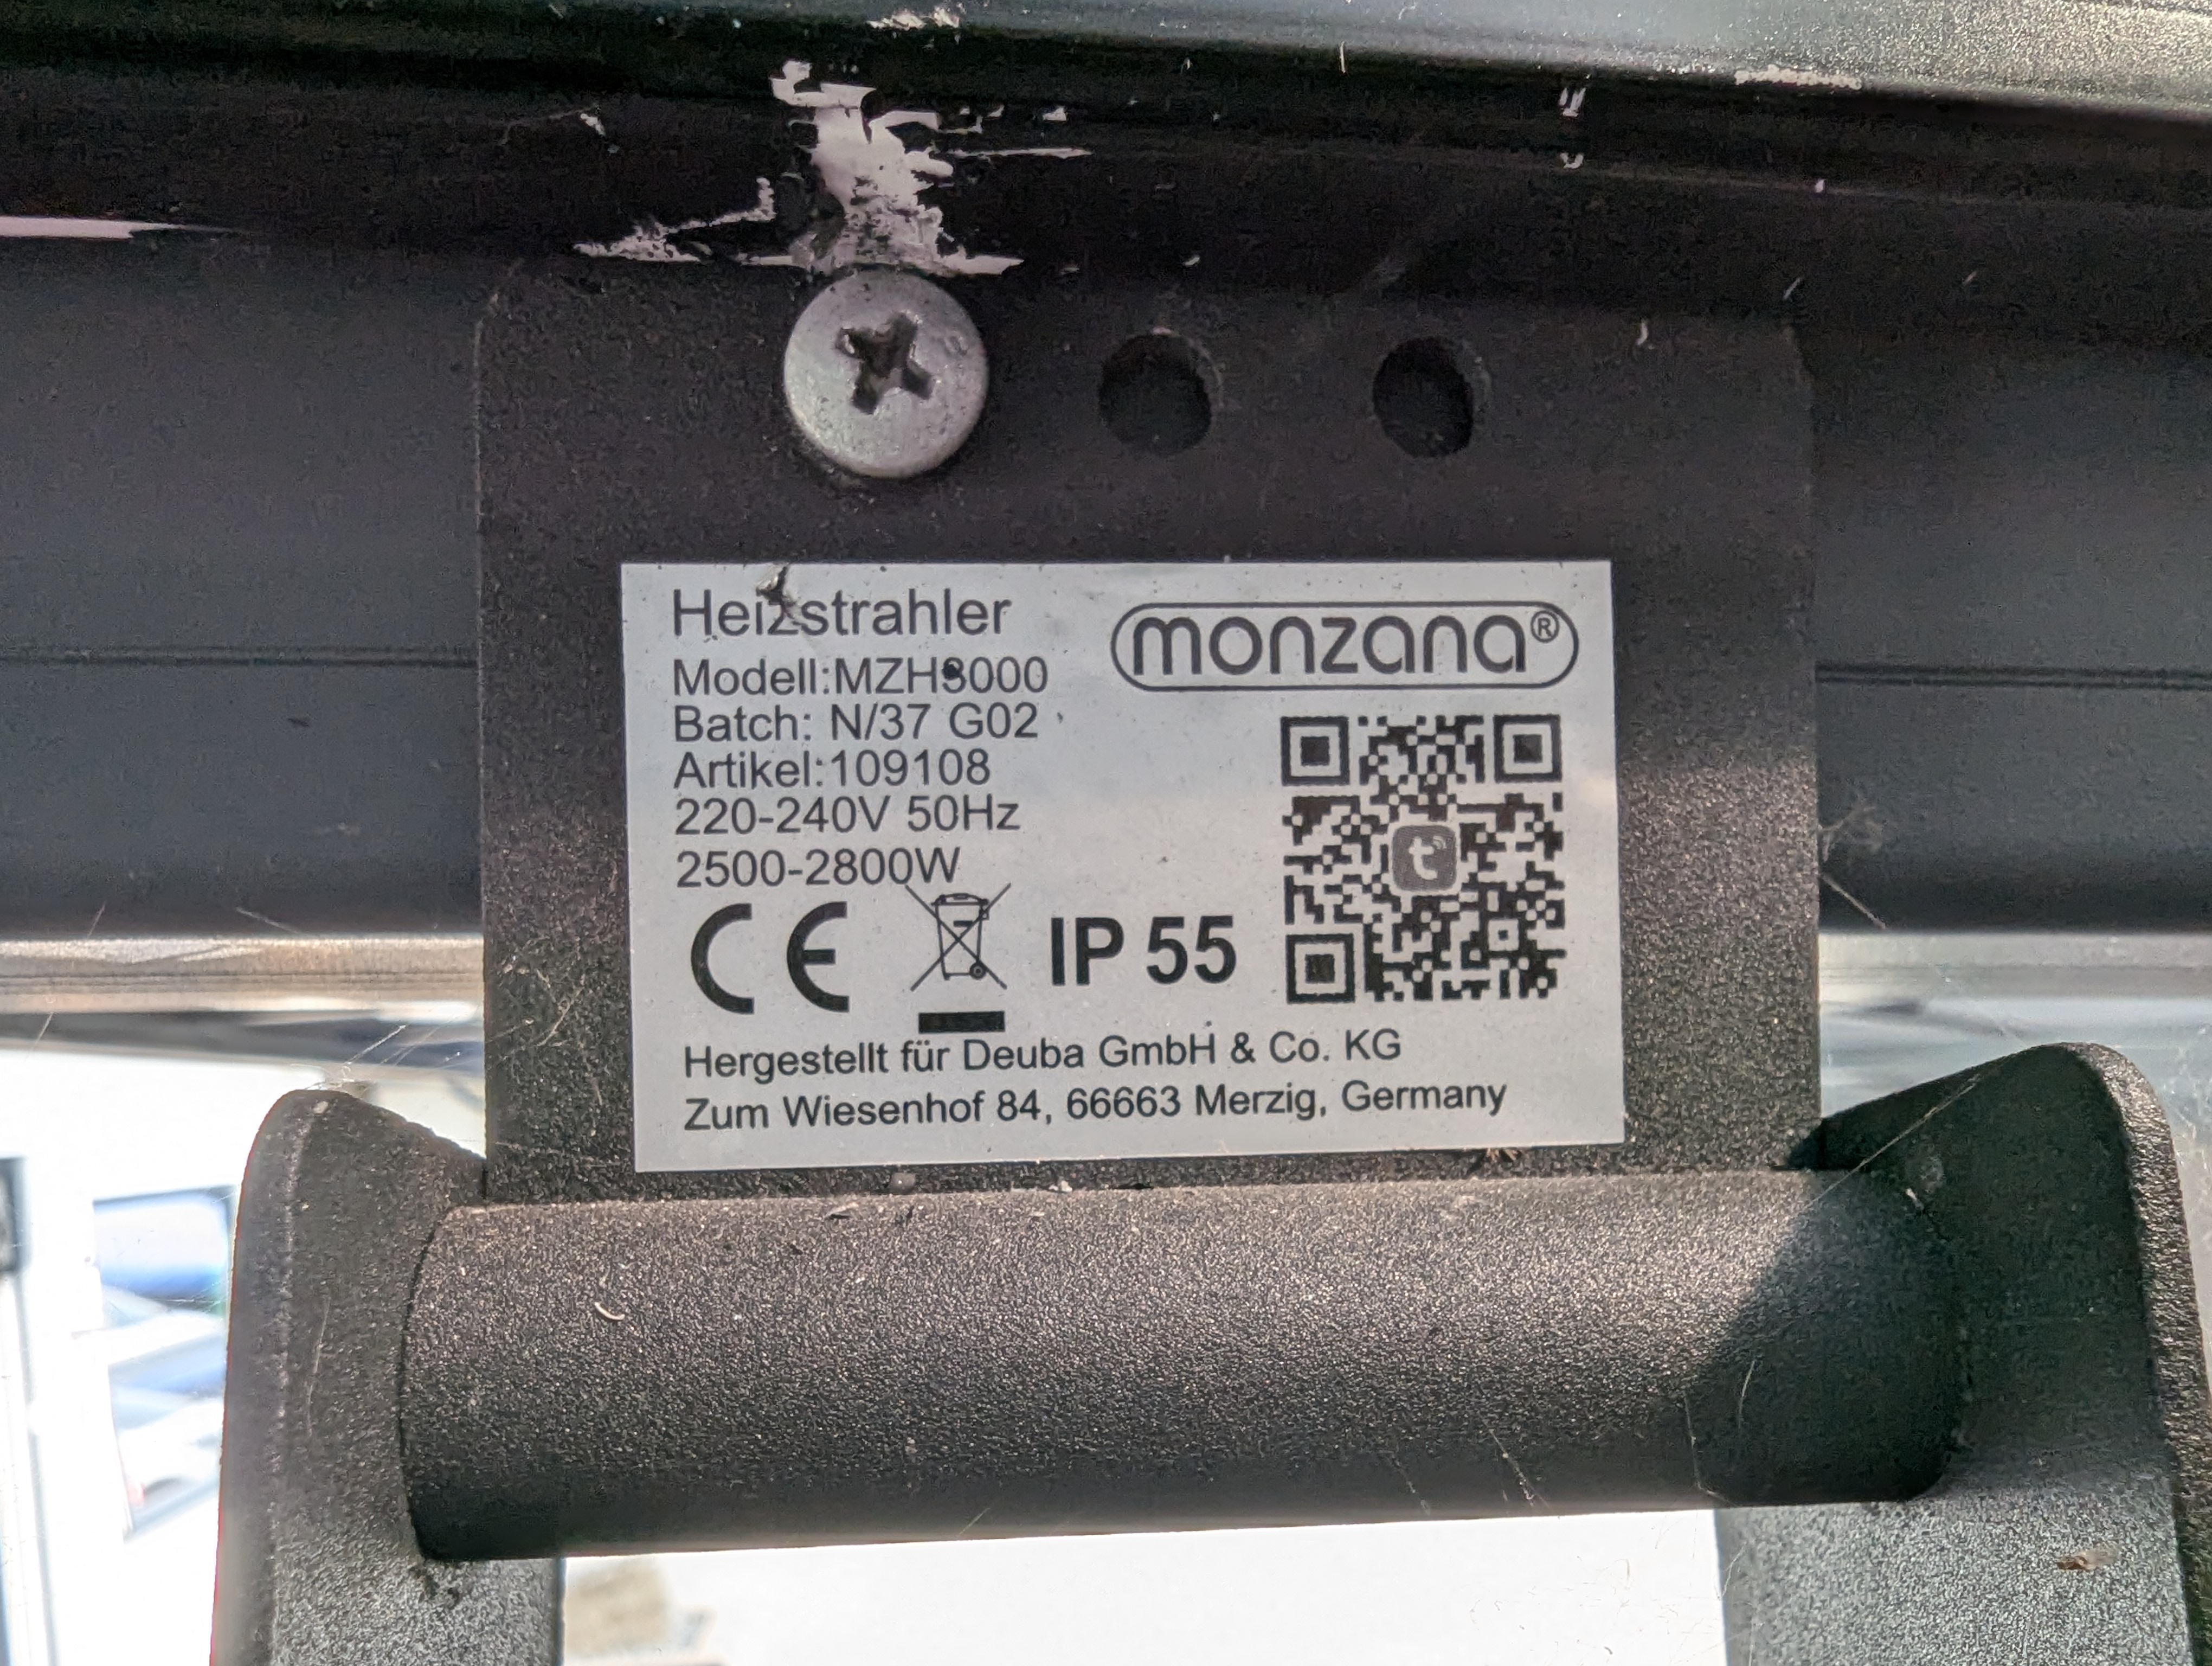 Heizstrahler
monzana®
Modell:MZH3000
Batch: N/37 G02
Artikel:109108
220-240V 50Hz
2500-2800W
CE
IP 55
Hergestellt für Deuba GmbH & Co. KG
Zum Wiesenhof 84, 66663 Merzig, Germany